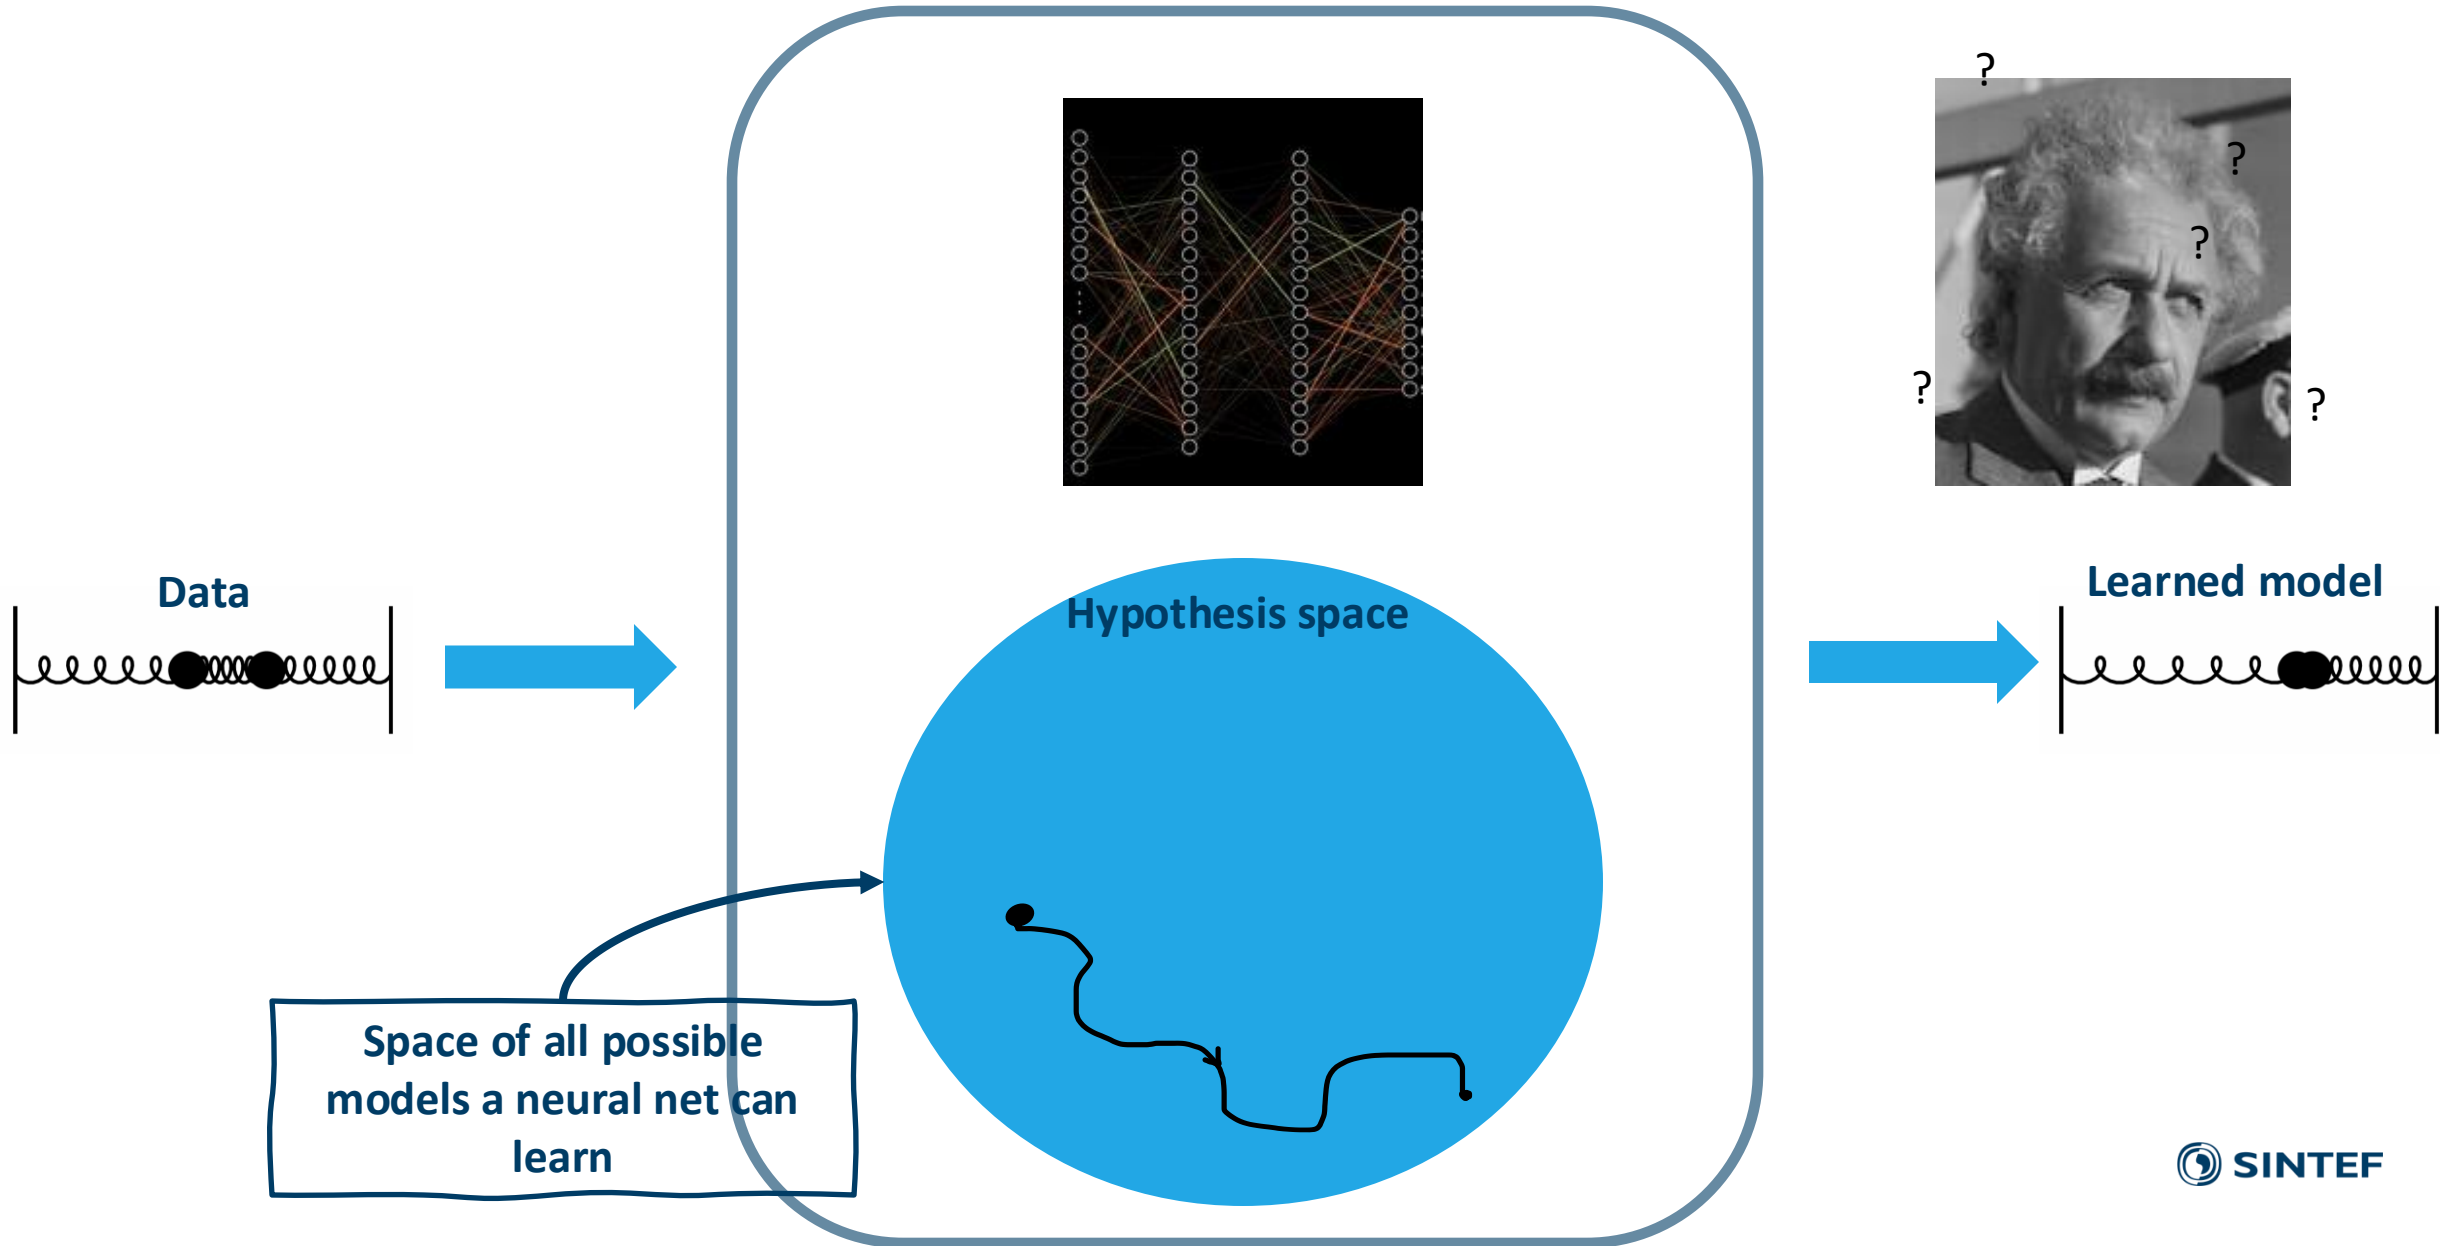 ?
?
?
?
?
Data
Hypothesis space
Learned model
Space of all possible
models a neural net can
learn
SINTEF